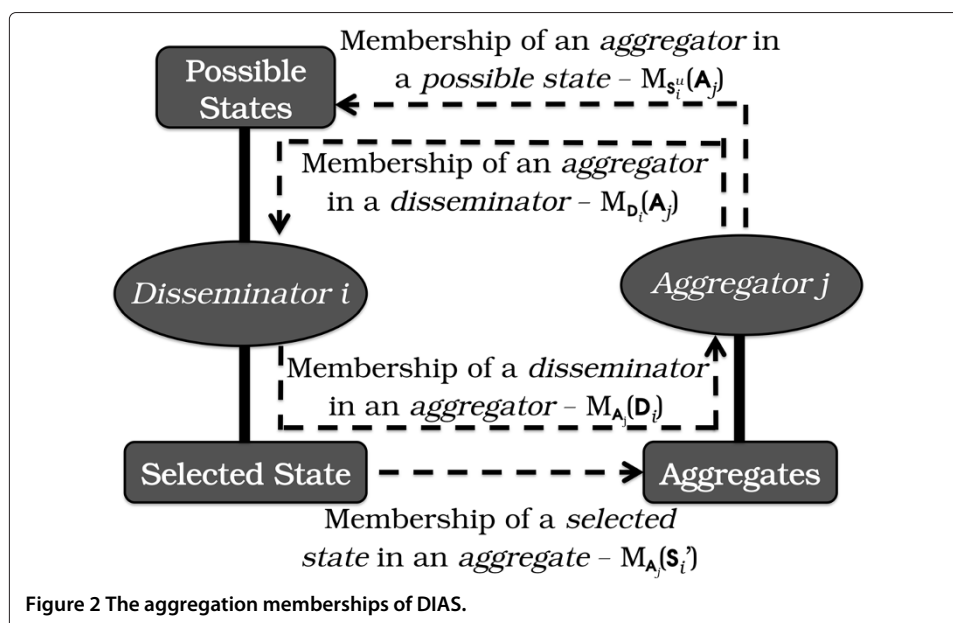 Membership of an aggregator in
a possible state – M_{S_i^u}(A_j)
Possible
States
Membership of an aggregator
in a disseminator – M_{D_i}(A_j)
Disseminator i
Aggregator j
Membership of a disseminator
in an aggregator – M_{A_j}(D_i)
Selected State
Aggregates
Membership of a selected
state in an aggregate – M_{A_j}(S_i’)
Figure 2 The aggregation memberships of DIAS.